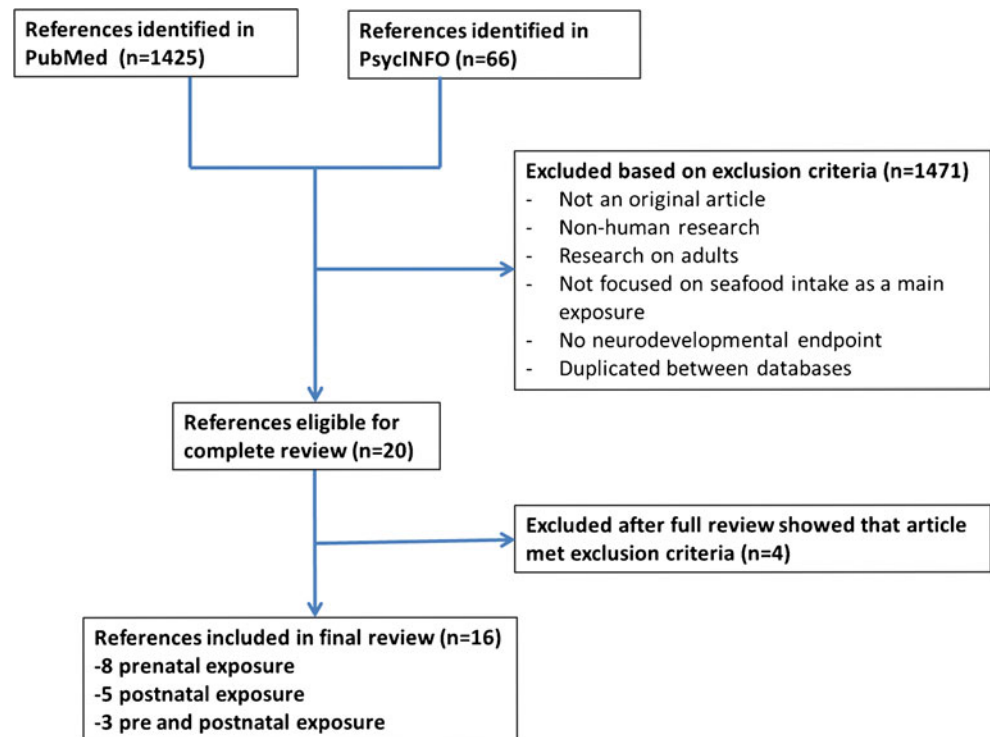 References identified in
PubMed (n=1425)
References identified in
PsycINFO (n=66)
Excluded based on exclusion criteria (n=1471)
- Not an original article
- Non-human research
- Research on adults
- Not focused on seafood intake as a main
exposure
- No neurodevelopmental endpoint
- Duplicated between databases
References eligible for
complete review (n=20)
Excluded after full review showed that article
met exclusion criteria (n=4)
References included in final review (n=16)
-8 prenatal exposure
-5 postnatal exposure
-3 pre and postnatal exposure